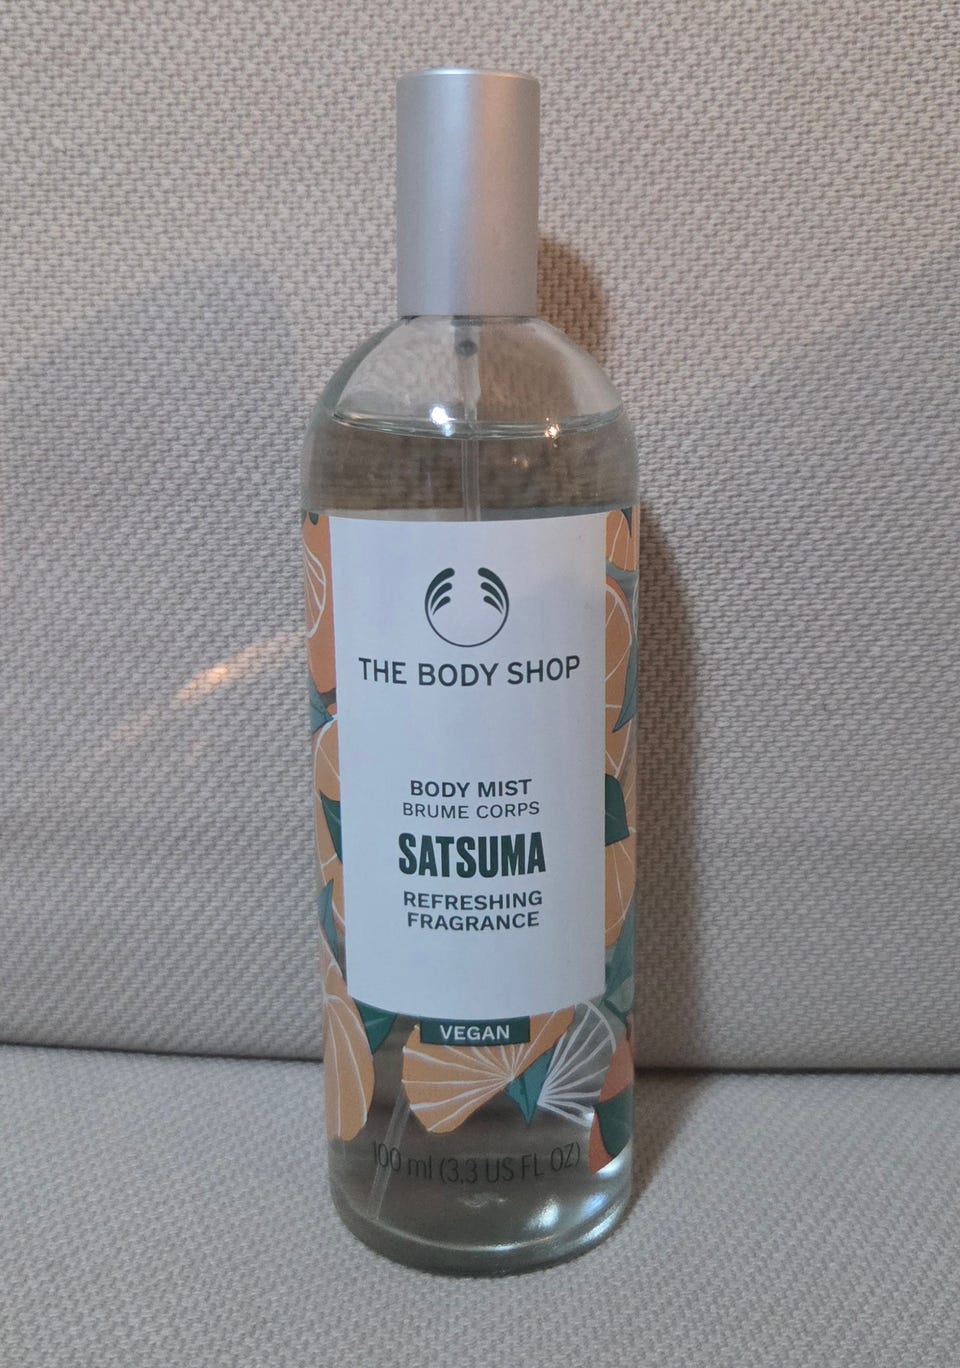 THE BODY SHOP
BODY MIST
BRUME CORPS
SATSUMA
REFRESHING
FRAGRANCE
VEGAN
100 ml (3,3 US FL OZ)